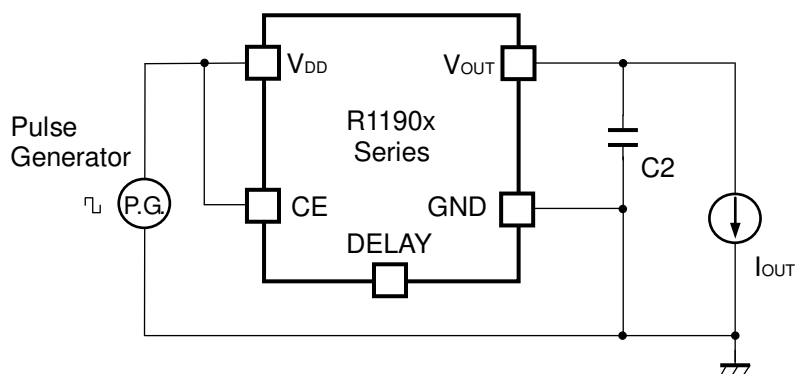 VDD
VOUT
R1190x
Series
Pulse
Generator
P.G.
C2
CE
GND
DELAY
IOUT